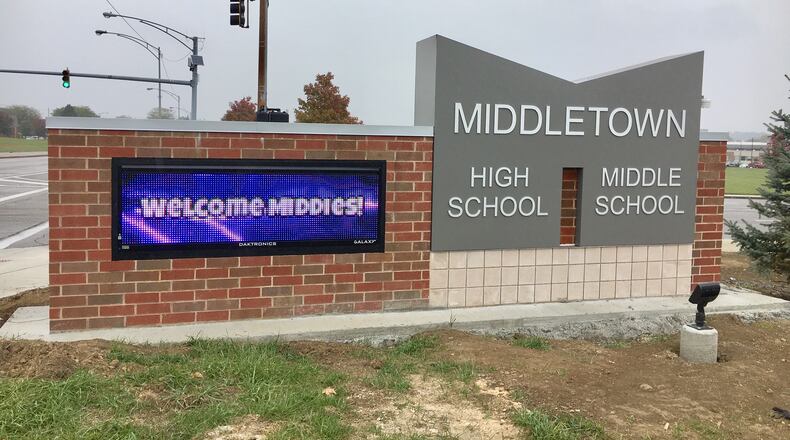 Welcome Middies!
DAKTRONICS
GALAXY
MIDDLETOWN
HIGH
SCHOOL
MIDDLE
SCHOOL